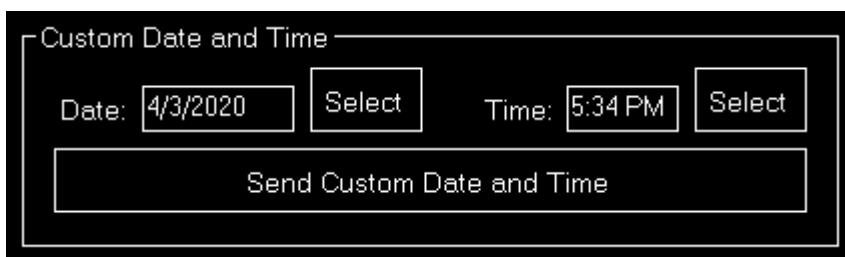 Custom Date and Time
Date: 4/3/2020 Select Time: 5:34 PM Select
Send Custom Date and Time